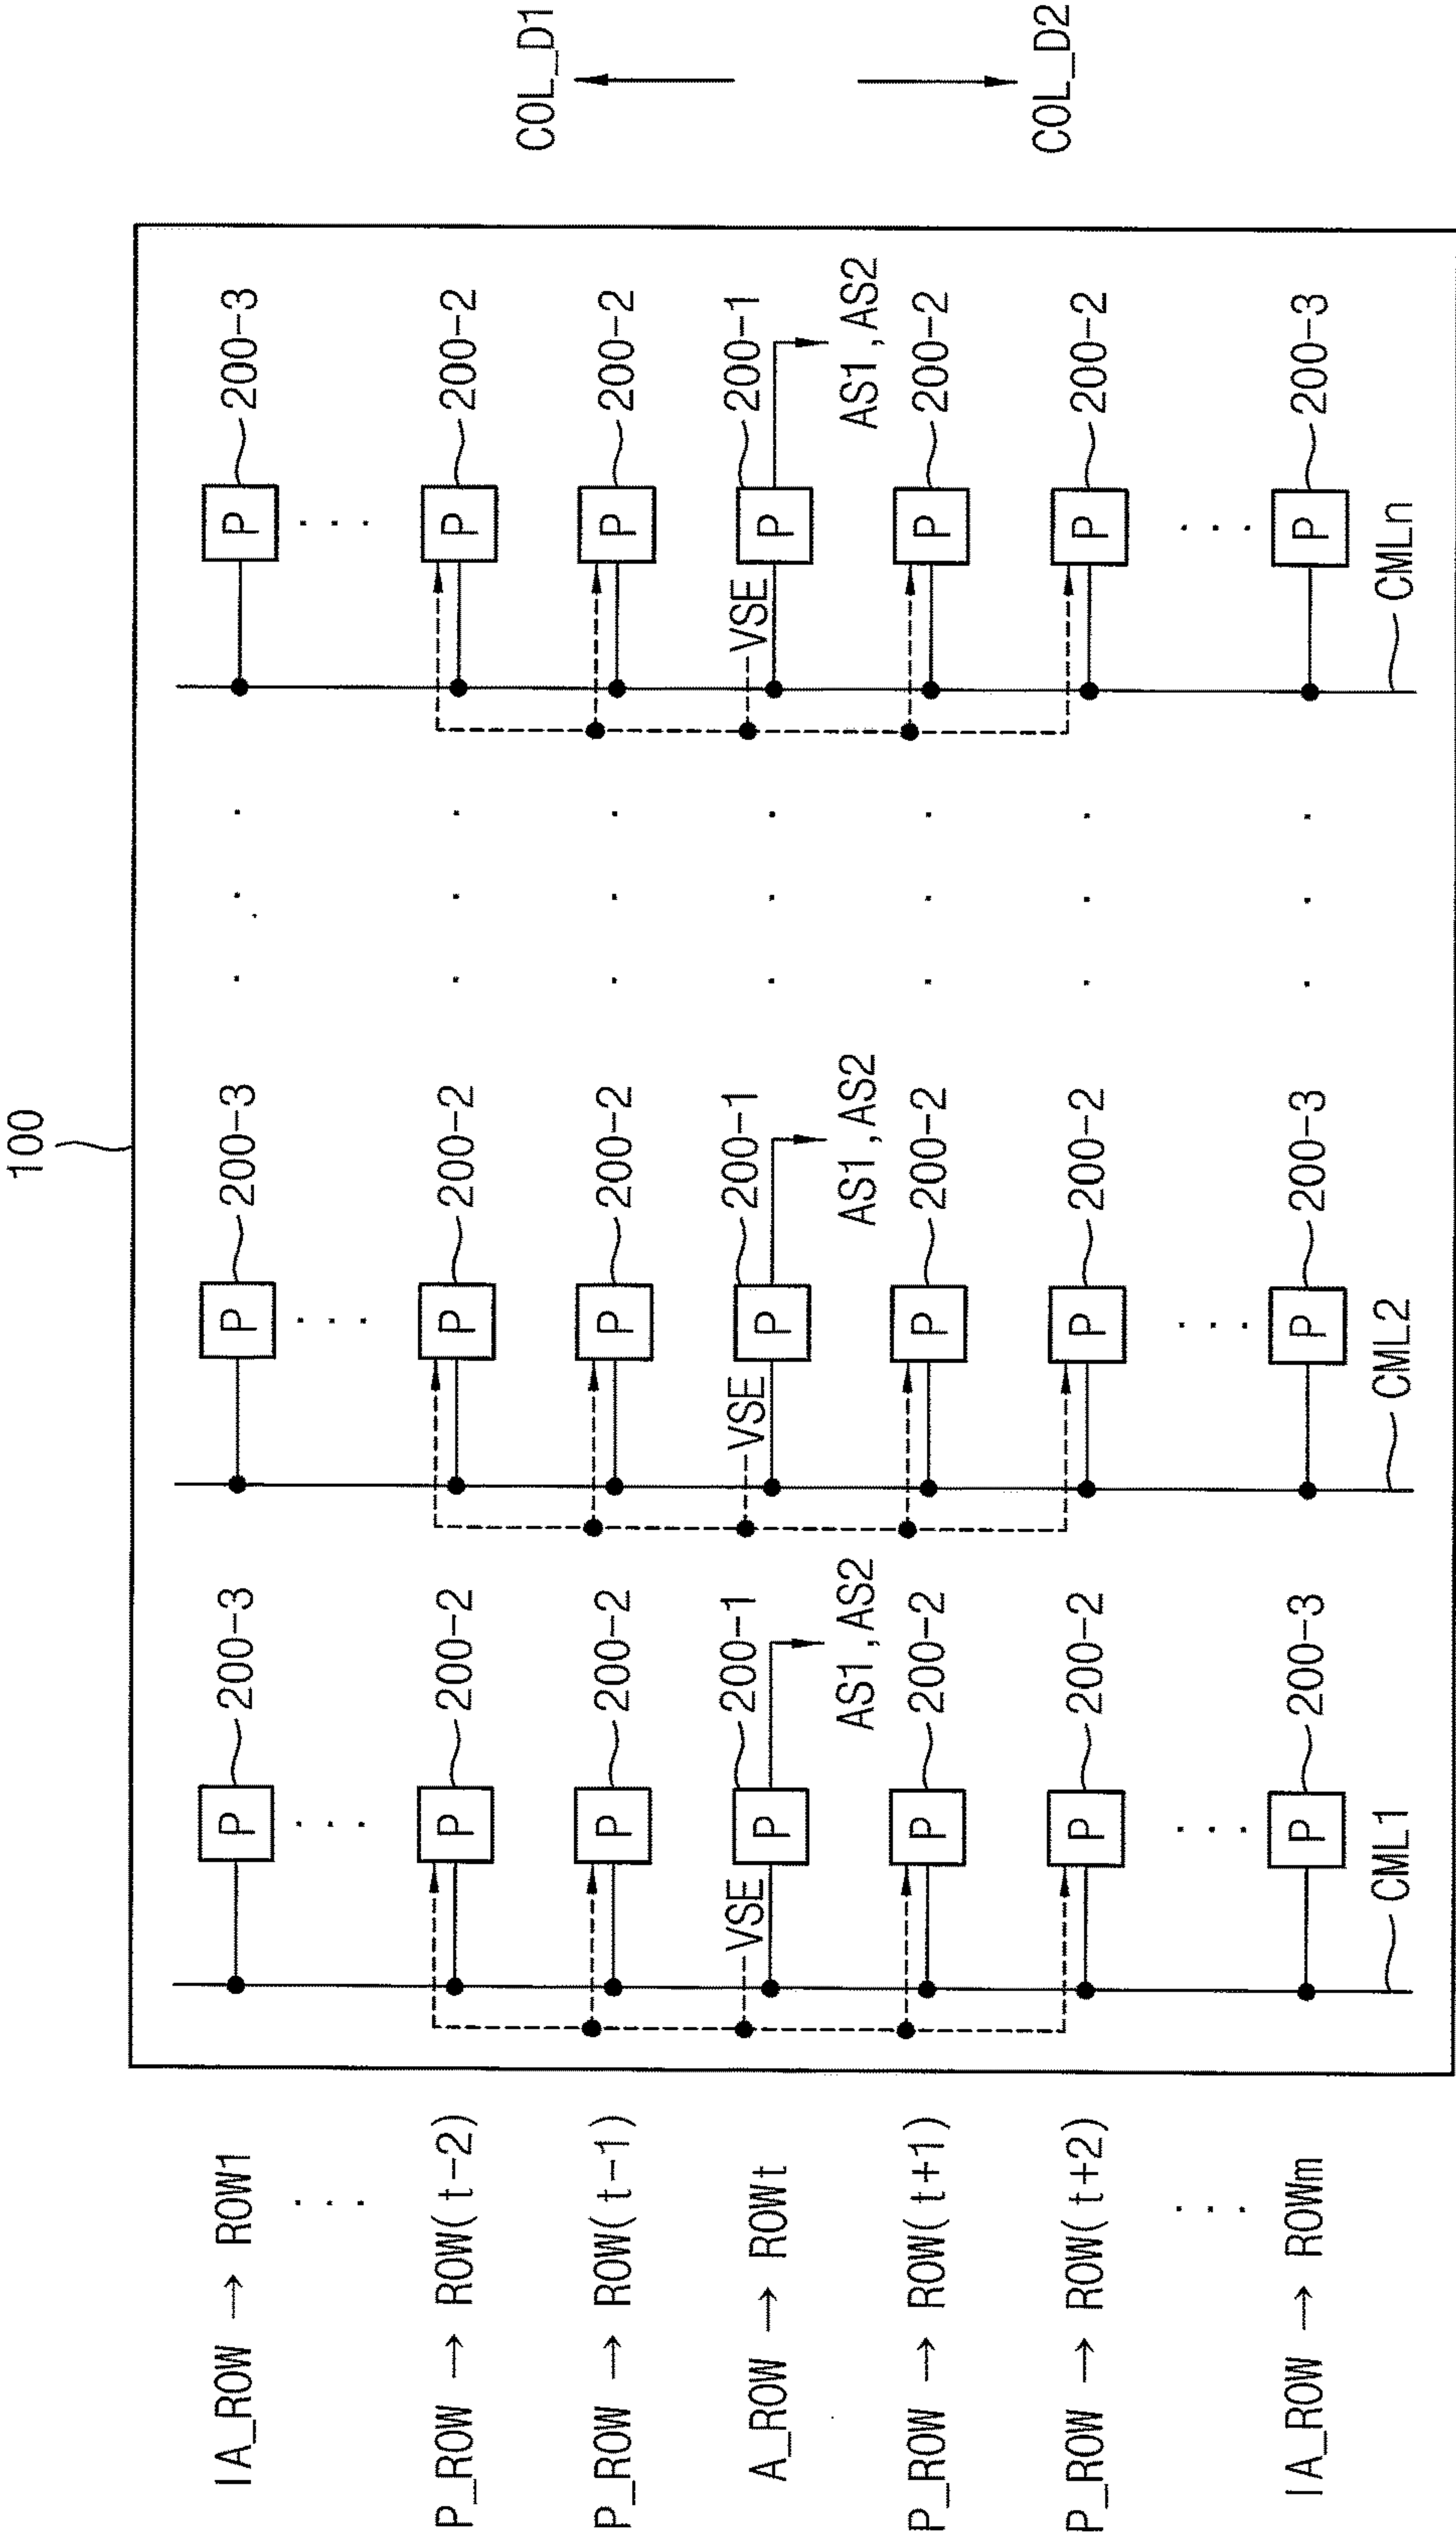 100
IA_ROW → ROW1
200-3
200-3
200-3
· · ·
· · ·
· · ·
· · ·
P_ROW → ROW(t-2)
P
P
P
200-2
200-2
200-2
P
P
P
P_ROW → ROW(t-1)
200-2
200-2
200-2
P
P
P
COL_D1
A_ROW → ROWt
VSE
P
200-1
VSE
P
200-1
VSE
P
200-1
AS1,AS2
AS1,AS2
AS1,AS2
COL_D2
P_ROW → ROW(t+1)
P
200-2
P
200-2
P
200-2
P_ROW → ROW(t+2)
P
200-2
P
200-2
P
200-2
· · ·
· · ·
· · ·
· · ·
IA_ROW → ROWm
P
200-3
P
200-3
P
200-3
CML1
CML2
CMLn